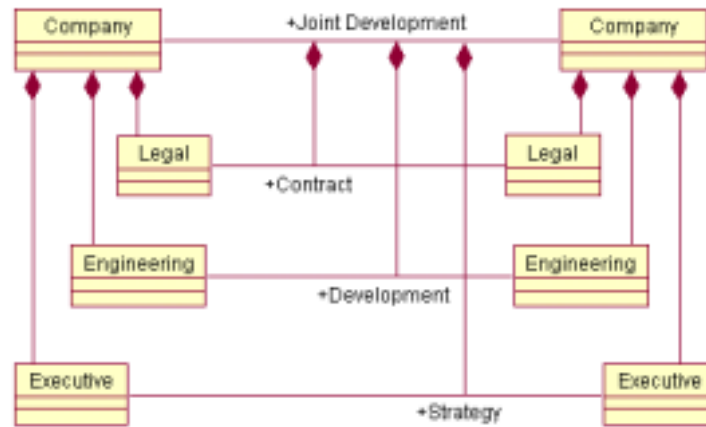 Company
+Joint Development
Company
Legal
Legal
+Contract
Engineering
Engineering
+Development
Executive
Executive
+Strategy